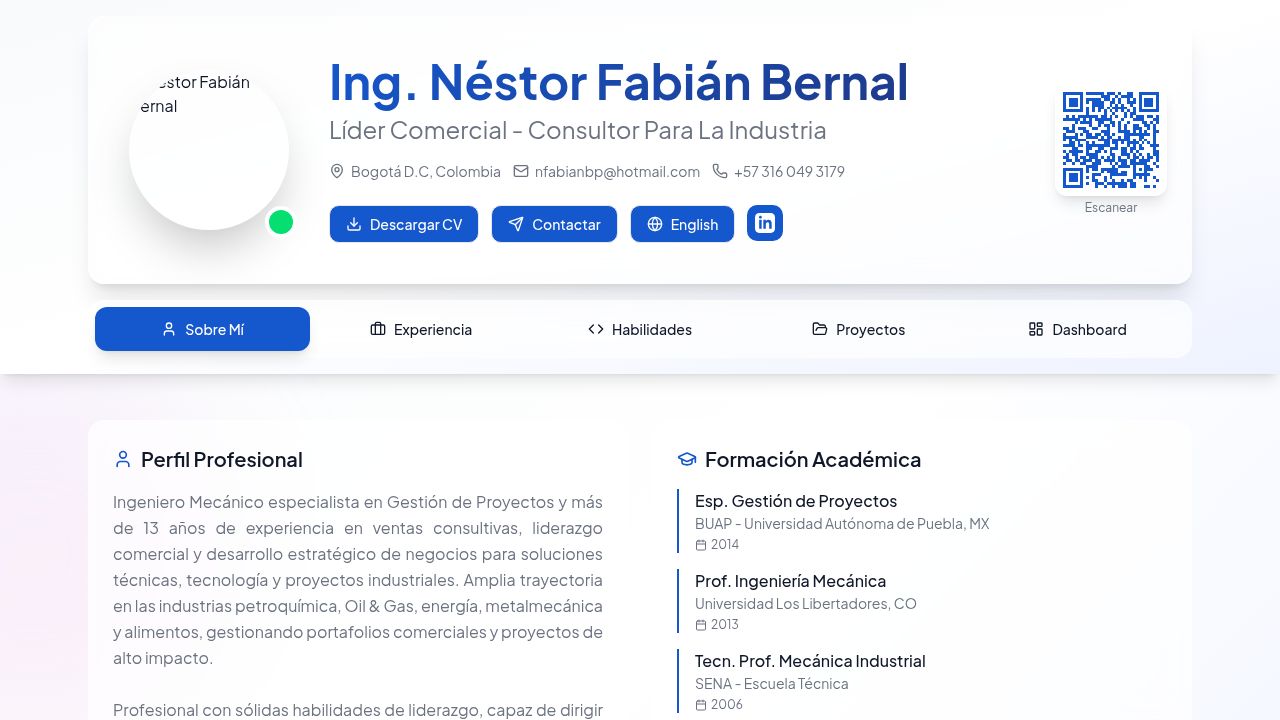 stor Fabián
ernal
Ing. Néstor Fabián Bernal
Líder Comercial - Consultor Para La Industria
Bogotá D.C, Colombia nfabianbp@hotmail.com +57 316 049 3179
Descargar CV Contactar English in
Escanear
Sobre Mí Experiencia Habilidades Proyectos Dashboard
Perfil Profesional
Ingeniero Mecánico especialista en Gestión de Proyectos y más
de 13 años de experiencia en ventas consultivas, liderazgo
comercial y desarrollo estratégico de negocios para soluciones
técnicas, tecnología y proyectos industriales. Amplia trayectoria
en las industrias petroquímica, Oil & Gas, energía, metalmecánica
y alimentos, gestionando portafolios comerciales y proyectos de
alto impacto.
Profesional con sólidas habilidades de liderazgo, capaz de dirigir
Formación Académica
Esp. Gestión de Proyectos
BUAP - Universidad Autónoma de Puebla, MX
2014
Prof. Ingeniería Mecánica
Universidad Los Libertadores, CO
2013
Tecn. Prof. Mecánica Industrial
SENA - Escuela Técnica
2006